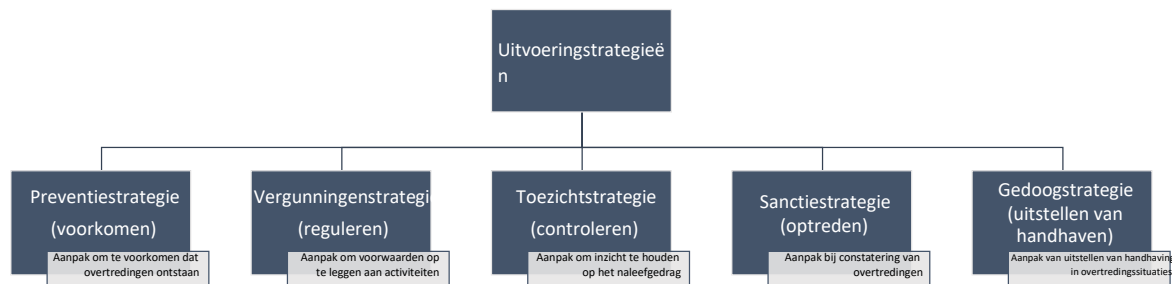 Uitvoeringstrategieë
n
Preventiestrategie
(voorkomen)
Aanpak om te voorkomen dat
overtredingen ontstaan
Vergunningenstrategi
(reguleren)
Aanpak om voorwaarden op
te leggen aan activiteiten
Toezichtstrategie
(controleren)
Aanpak om inzicht te houden
op het naleefgedrag
Sanctiestrategie
(optreden)
Aanpak bij constatering van
overtredingen
Gedoogstrategie
(uitstellen van
handhaven)
Aanpak van uitstellen van handhaving
in overtredingssituaties